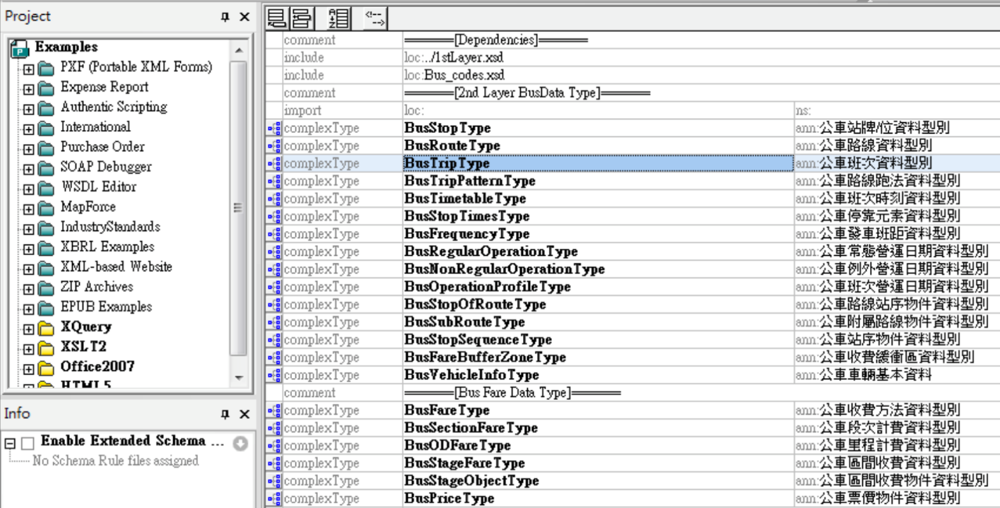 Project
Examples
PXF (Portable XML Forms)
Expense Report
Authentic Scripting
International
Purchase Order
SOAP Debugger
WSDL Editor
MapForce
IndustryStandards
XBRL Examples
XML-based Website
ZIP Archives
EPUB Examples
XQuery
XSLT2
Office2007
HTML5
Info
Enable Extended Schema ...
No Schema Rule files assigned
comment ═════[Dependencies]═════
include loc:../1stLayer.xsd
include loc:Bus_codes.xsd
comment ═════[2nd Layer BusData Type]═════
import loc: ns:
complexType BusStopType ann:公車站牌/位資料型別
complexType BusRouteType ann:公車路線資料型別
complexType BusTripType ann:公車班次資料型別
complexType BusTripPatternType ann:公車路線跑法資料型別
complexType BusTimetableType ann:公車班次時刻資料型別
complexType BusStopTimesType ann:公車停靠元素資料型別
complexType BusFrequencyType ann:公車發車班距資料型別
complexType BusRegularOperationType ann:公車常態營運日期資料型別
complexType BusNonRegularOperationType ann:公車例外營運日期資料型別
complexType BusOperationProfileType ann:公車班次營運日期資料型別
complexType BusStopOfRouteType ann:公車路線站序物件資料型別
complexType BusSubRouteType ann:公車附屬路線物件資料型別
complexType BusStopSequenceType ann:公車站序物件資料型別
complexType BusFareBufferZoneType ann:公車收費緩衝區資料型別
complexType BusVehicleInfoType ann:公車車輛基本資料
comment ═════[Bus Fare Data Type]═════
complexType BusFareType ann:公車收費方法資料型別
complexType BusSectionFareType ann:公車段次計費資料型別
complexType BusODFareType ann:公車里程計費資料型別
complexType BusStageFareType ann:公車區間收費資料型別
complexType BusStageObjectType ann:公車區間收費物件資料型別
complexType BusPriceType ann:公車票價物件資料型別